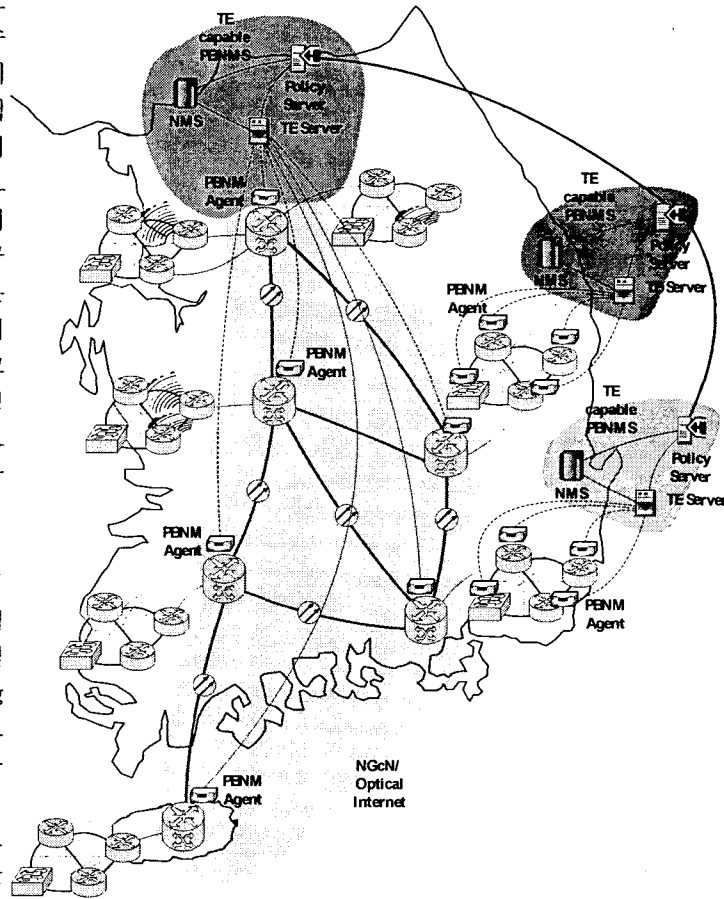 TE
capable
PBNMS
Policy
Server
NMS
TE Server
PBNM
Agent
TE
capable
PBNMS
Policy
Server
NMS
TE Server
PBNM
Agent
PBNM
Agent
TE
capable
PBNMS
Policy
Server
NMS
TE Server
PBNM
Agent
PBNM
Agent
NGcN/
Optical
Internet
PBNM
Agent